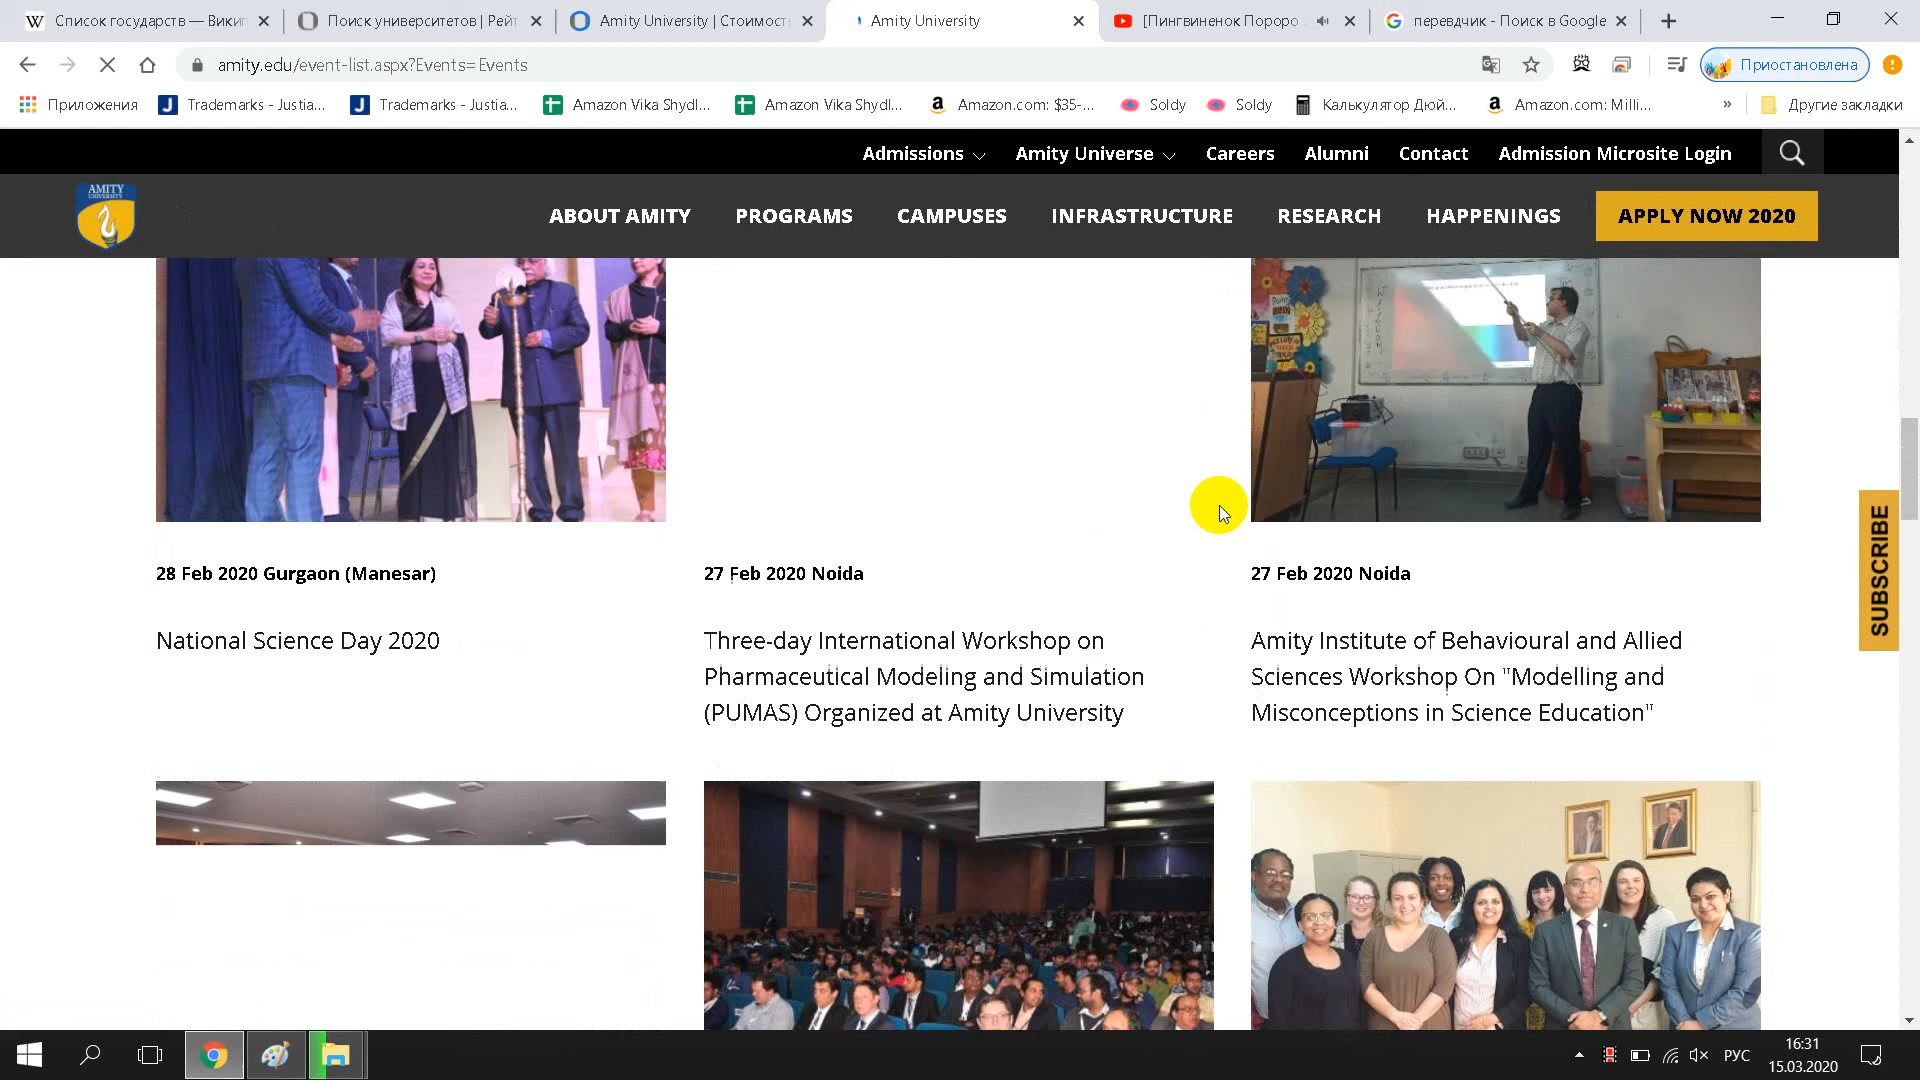 Список государств — Вики
Поиск университетов | Рейт
Amity University | Стоимость
Amity University
[Пингвиненок Пороро
перевдчик - Поиск в Google
amity.edu/event-list.aspx?Events=Events
Приостановлена
Приложения
Trademarks - Justia...
Trademarks - Justia...
Amazon Vika Shydl...
Amazon Vika Shydl...
Amazon.com: $35-...
Soldy
Soldy
Калькулятор Дюй...
Amazon.com: Milli...
»
Другие закладки
Admissions
Amity Universe
Careers
Alumni
Contact
Admission Microsite Login
AMITY
UNIVERSITY
ABOUT AMITY
PROGRAMS
CAMPUSES
INFRASTRUCTURE
RESEARCH
HAPPENINGS
APPLY NOW 2020
28 Feb 2020 Gurgaon (Manesar)
National Science Day 2020
27 Feb 2020 Noida
Three-day International Workshop on
Pharmaceutical Modeling and Simulation
(PUMAS) Organized at Amity University
27 Feb 2020 Noida
Amity Institute of Behavioural and Allied
Sciences Workshop On "Modelling and
Misconceptions in Science Education"
SUBSCRIBE
РУС
16:31
15.03.2020